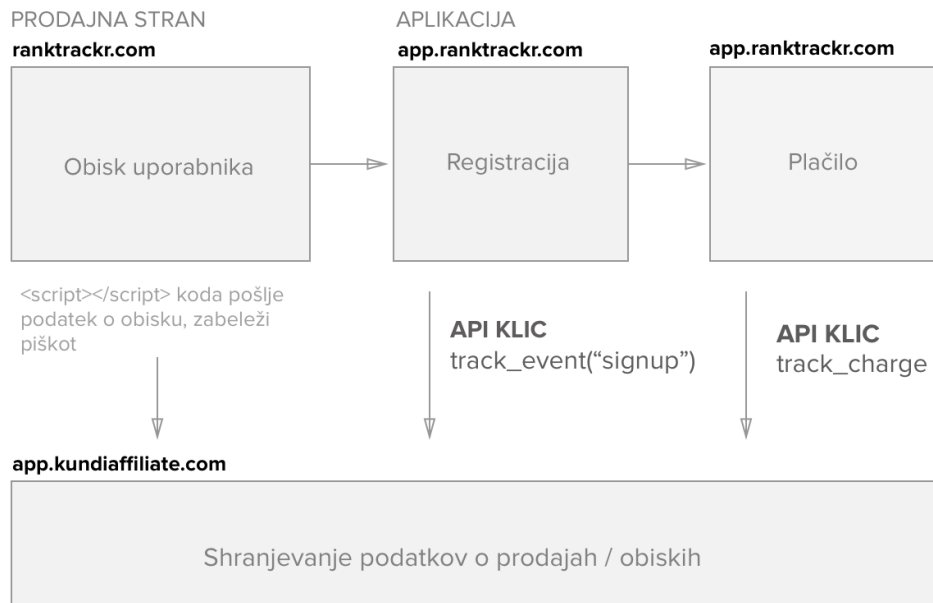 PRODAJNA STRAN
ranktrackr.com
Obisk uporabnika
<script></script> koda pošlje
podatek o obisku, zabeleži
piškot
APLIKACIJA
app.ranktrackr.com
Registracija
API KLIC
track_event(“signup”)
app.ranktrackr.com
Plačilo
API KLIC
track_charge
app.kundiaffiliate.com
Shranjevanje podatkov o prodajah / obiskih